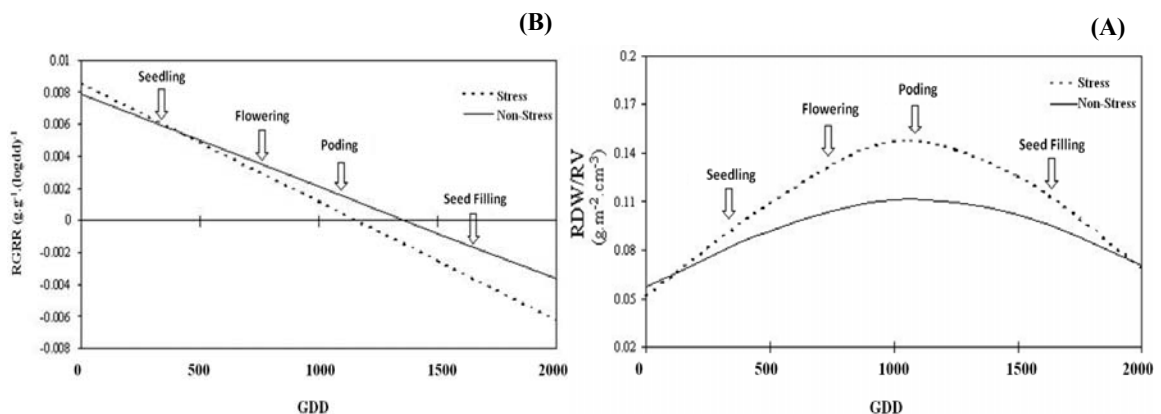 (B)
0.01
0.008
0.006
0.004
0.002
0
-0.002
-0.004
-0.006
-0.008
RGRR (g.g⁻¹.(logdd)⁻¹
Seedling
Flowering
Poding
Seed Filling
Stress
Non-Stress
0 500 1000 1500 2000
GDD
(A)
0.2
0.17
0.14
0.11
0.08
0.05
0.02
RDW/RV
(g.m⁻².cm⁻³)
Seedling
Flowering
Poding
Seed Filling
Stress
Non-Stress
0 500 1000 1500 2000
GDD